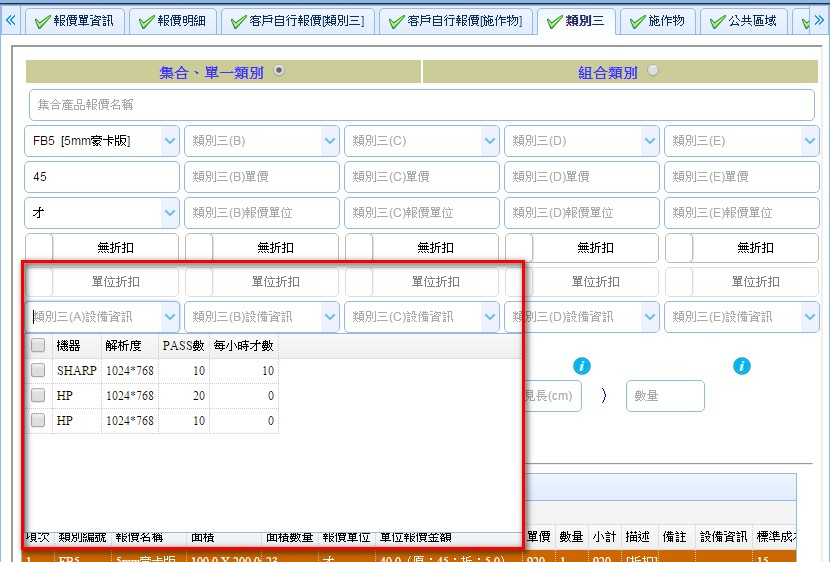 報價單資訊 報價明細 客戶自行報價[類別三] 客戶自行報價[施作物] 類別三 施作物 公共區域
集合、單一類別 組合類別
集合產品報價名稱
FB5 [5mm豪卡版] 類別三(B) 類別三(C) 類別三(D) 類別三(E)
45 類別三(B)單價 類別三(C)單價 類別三(D)單價 類別三(E)單價
才 類別三(B)報價單位 類別三(C)報價單位 類別三(D)報價單位 類別三(E)報價單位
無折扣 無折扣 無折扣 無折扣 無折扣
單位折扣 單位折扣 單位折扣 單位折扣 單位折扣
類別三(A)設備資訊 類別三(B)設備資訊 類別三(C)設備資訊 類別三(D)設備資訊 類別三(E)設備資訊
機器 解析度 PASS數 每小時才數
SHARP 1024*768 10 10
HP 1024*768 20 0
見長(cm) 〉 數量
HP 1024*768 10 0
項次 類別編號 報價名稱 面積 面積數量 報價單位 單位報價金額 單價 數量 小計 描述 備註 設備資訊 標準成
1 FB5 5mm豪卡版 100.0 X 200.0 23 才 40.0 (原：45；折：5.0) 920 1 920 [折扣] 15